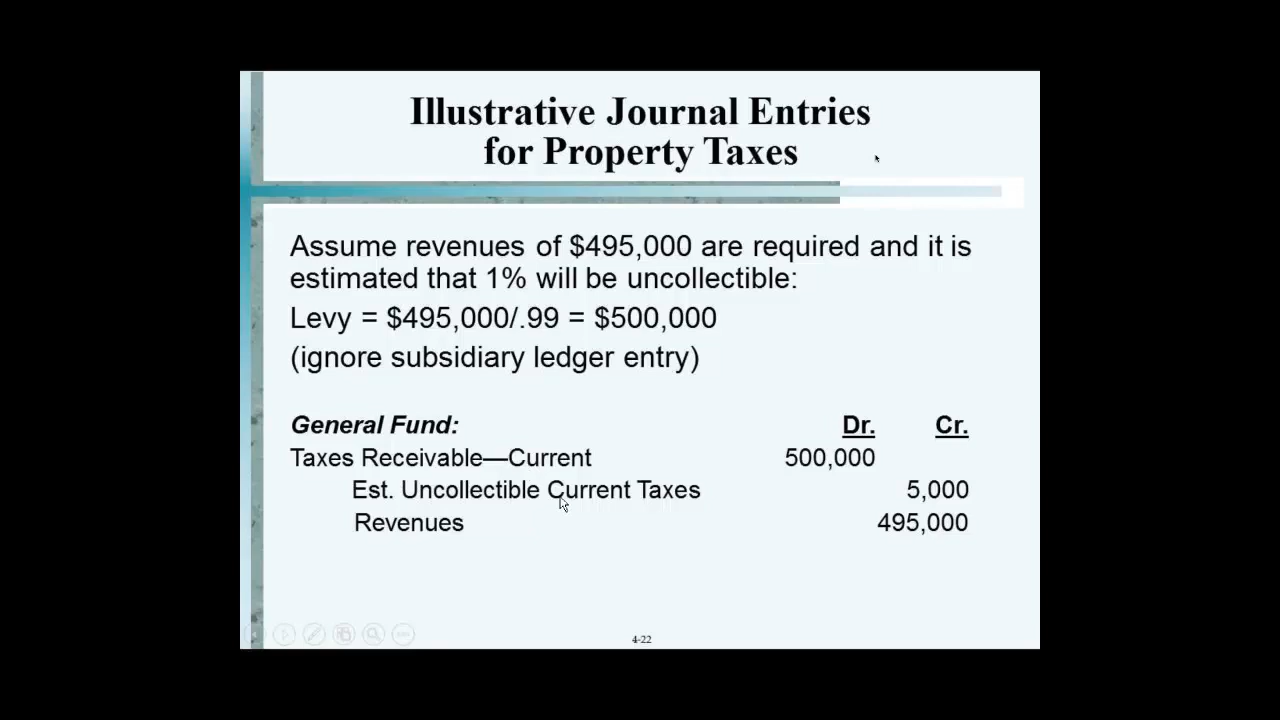 Illustrative Journal Entries
for Property Taxes
Assume revenues of $495,000 are required and it is
estimated that 1% will be uncollectible:
Levy = $495,000/.99 = $500,000
(ignore subsidiary ledger entry)
General Fund: Dr. Cr.
Taxes Receivable—Current 500,000
Est. Uncollectible Current Taxes 5,000
Revenues 495,000
4-22